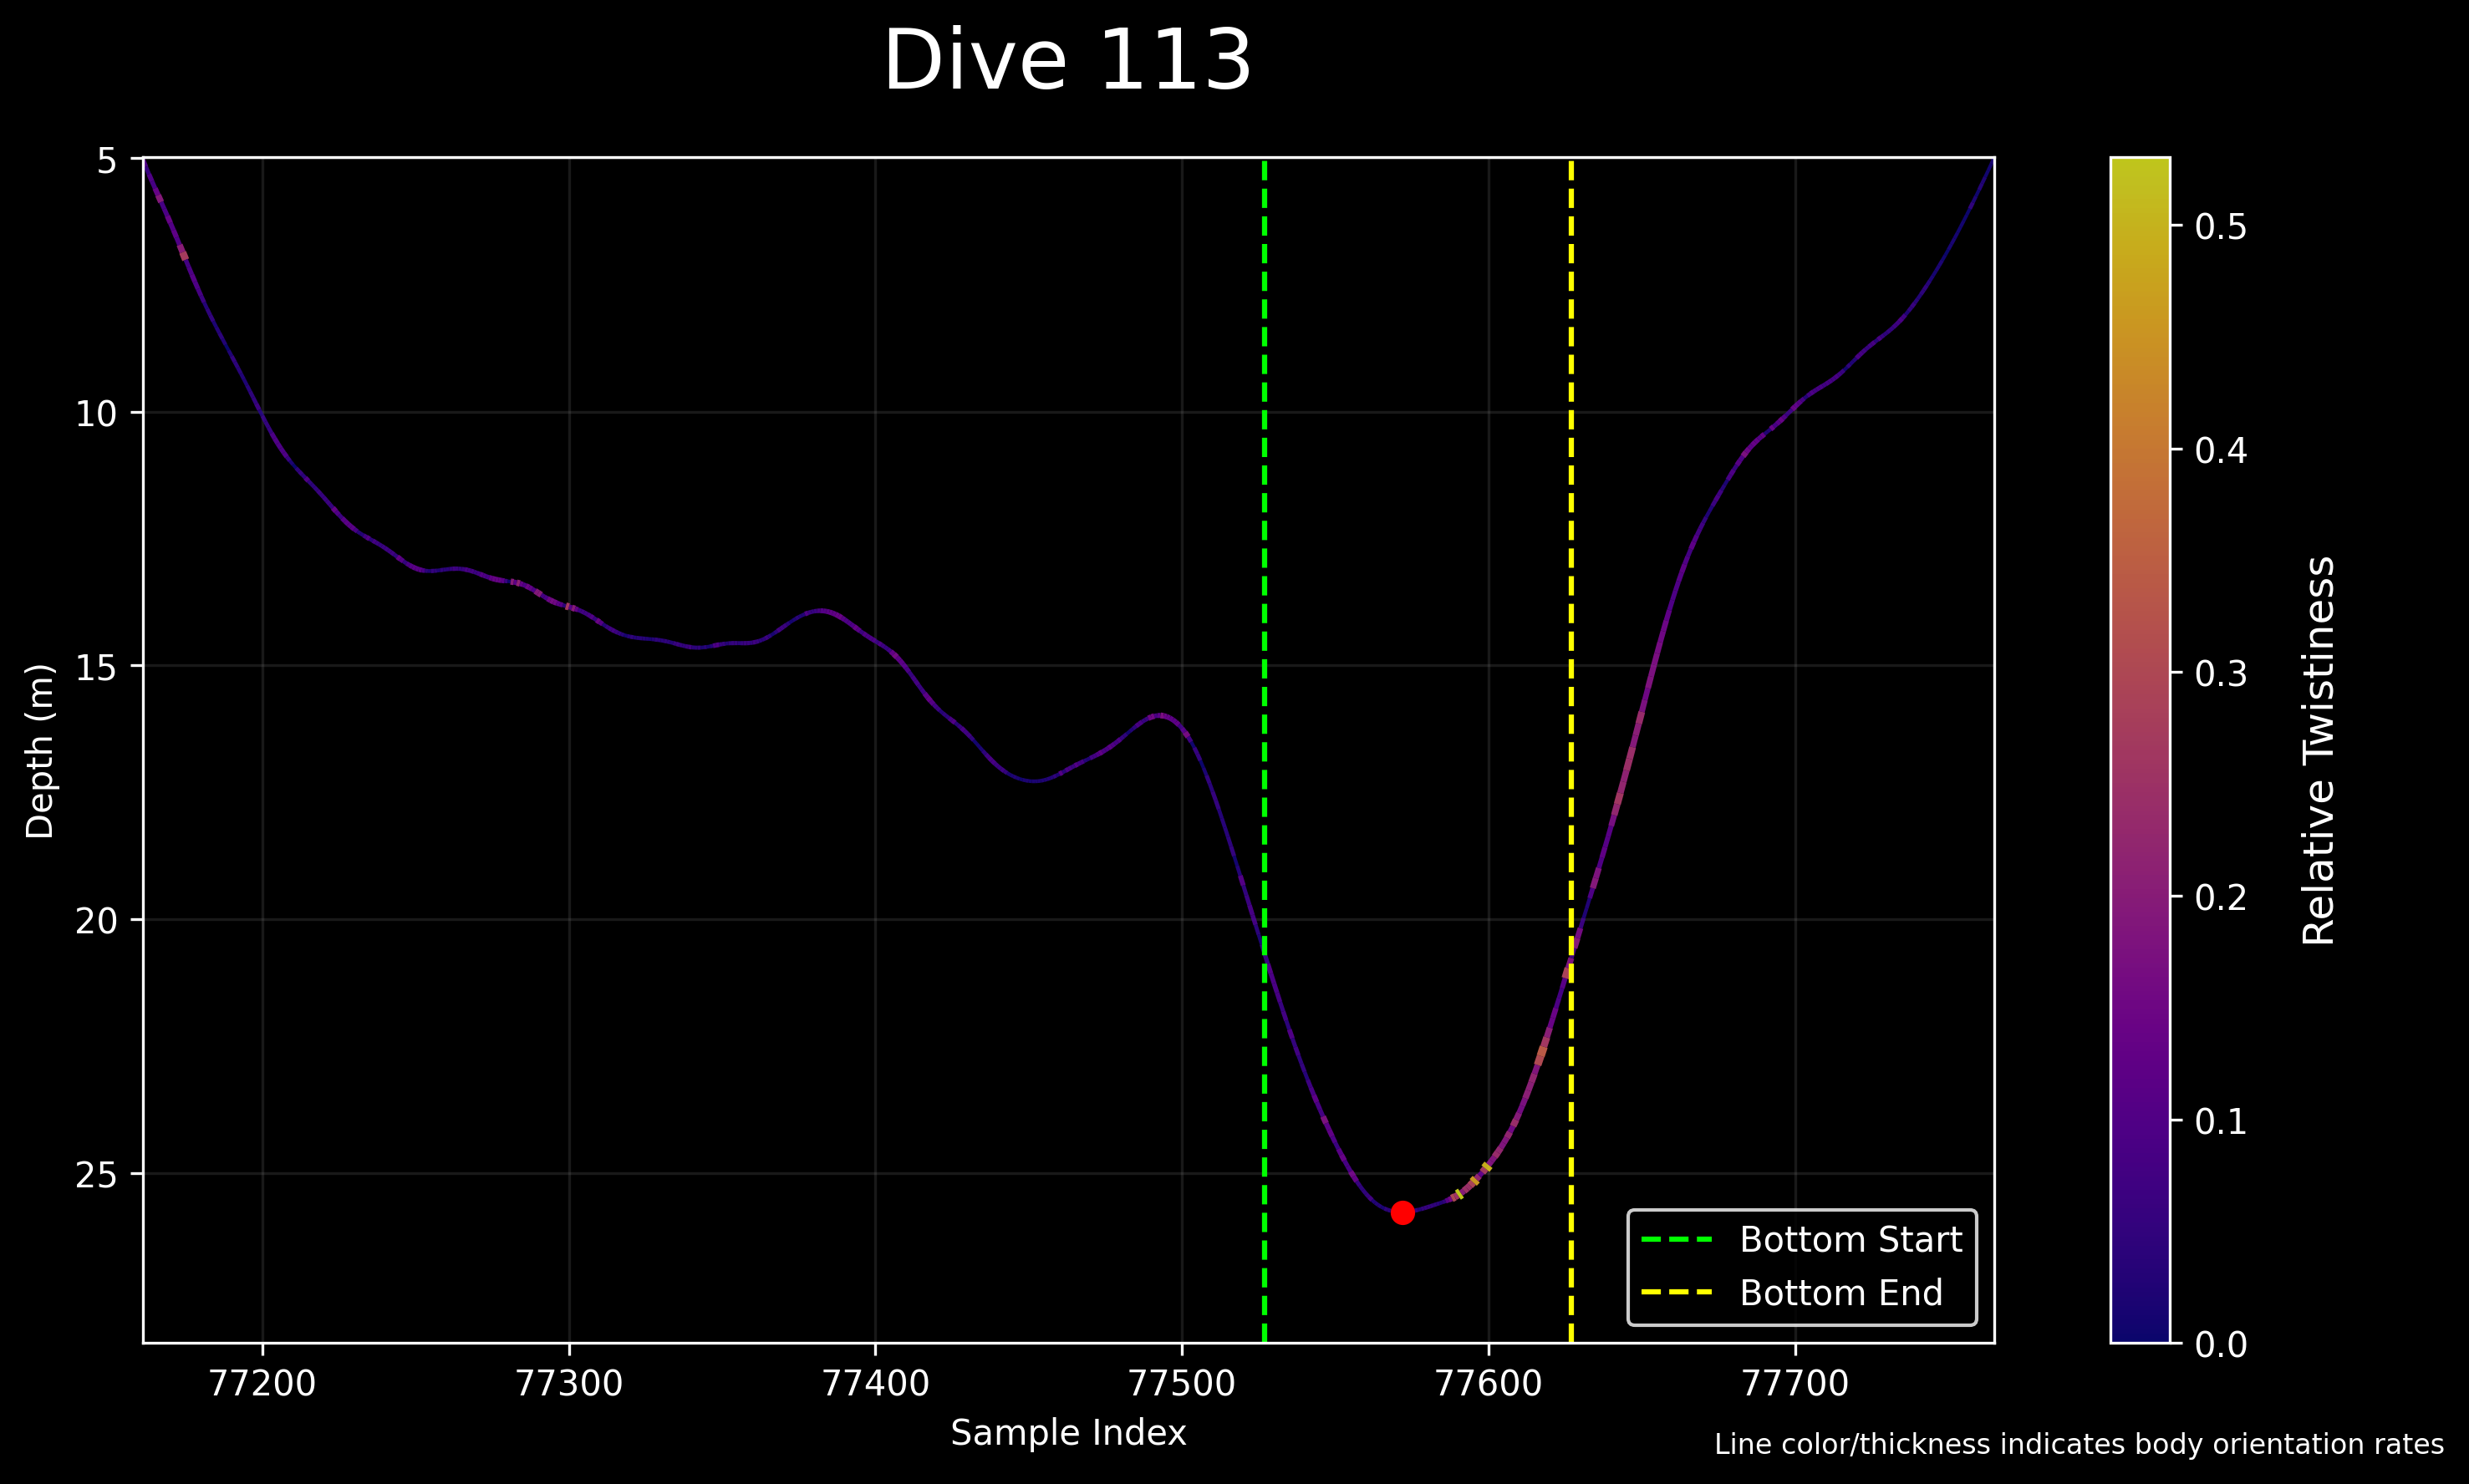 Dive 113
5
10
15
20
25
Depth (m)
77200 77300 77400 77500 77600 77700
Sample Index
Bottom Start
Bottom End
0.5
0.4
0.3
0.2
0.1
0.0
Relative Twistiness
Line color/thickness indicates body orientation rates